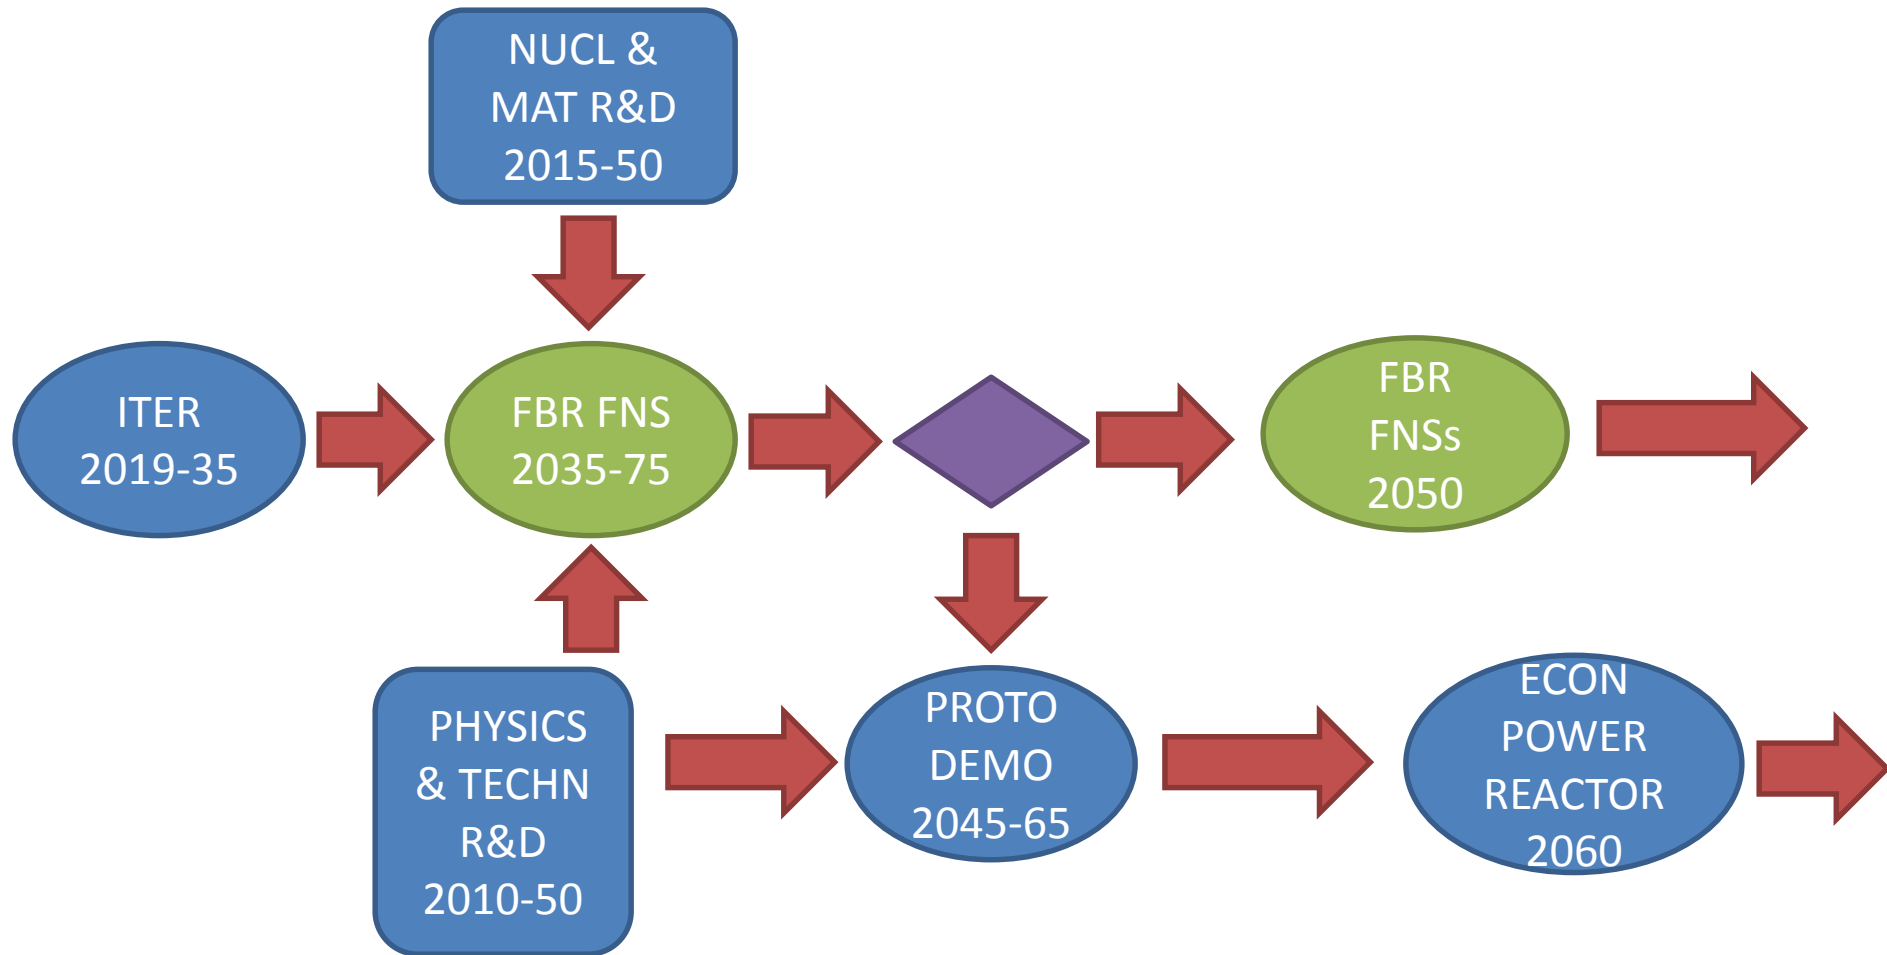 NUCL &
MAT R&D
2015-50
ITER
2019-35
FBR FNS
2035-75
FBR
FNSs
2050
PHYSICS
& TECHN
R&D
2010-50
PROTO
DEMO
2045-65
ECON
POWER
REACTOR
2060